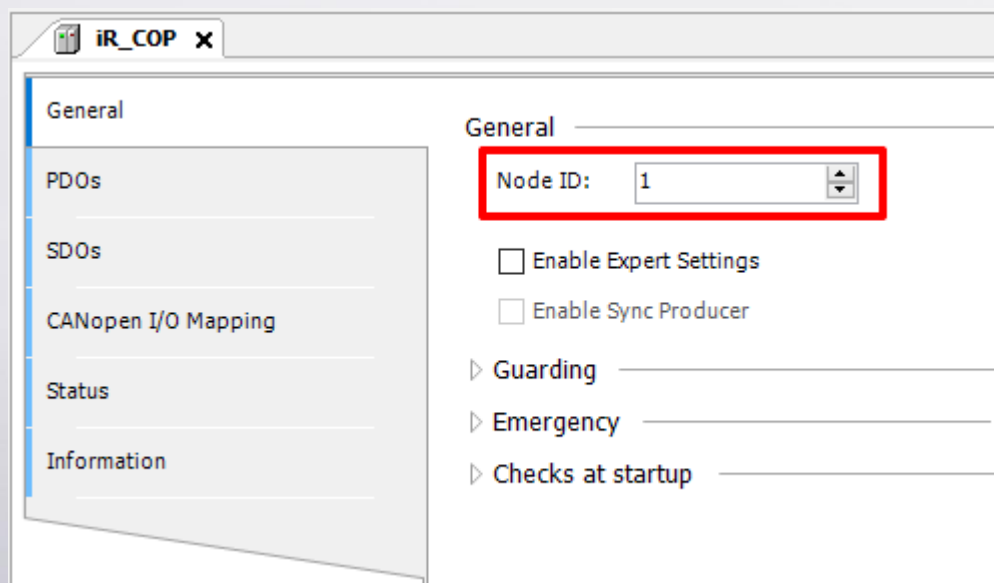 iR_COP
General
PDOs
SDOs
CANopen I/O Mapping
Status
Information
General
Node ID: 1
Enable Expert Settings
Enable Sync Producer
Guarding
Emergency
Checks at startup